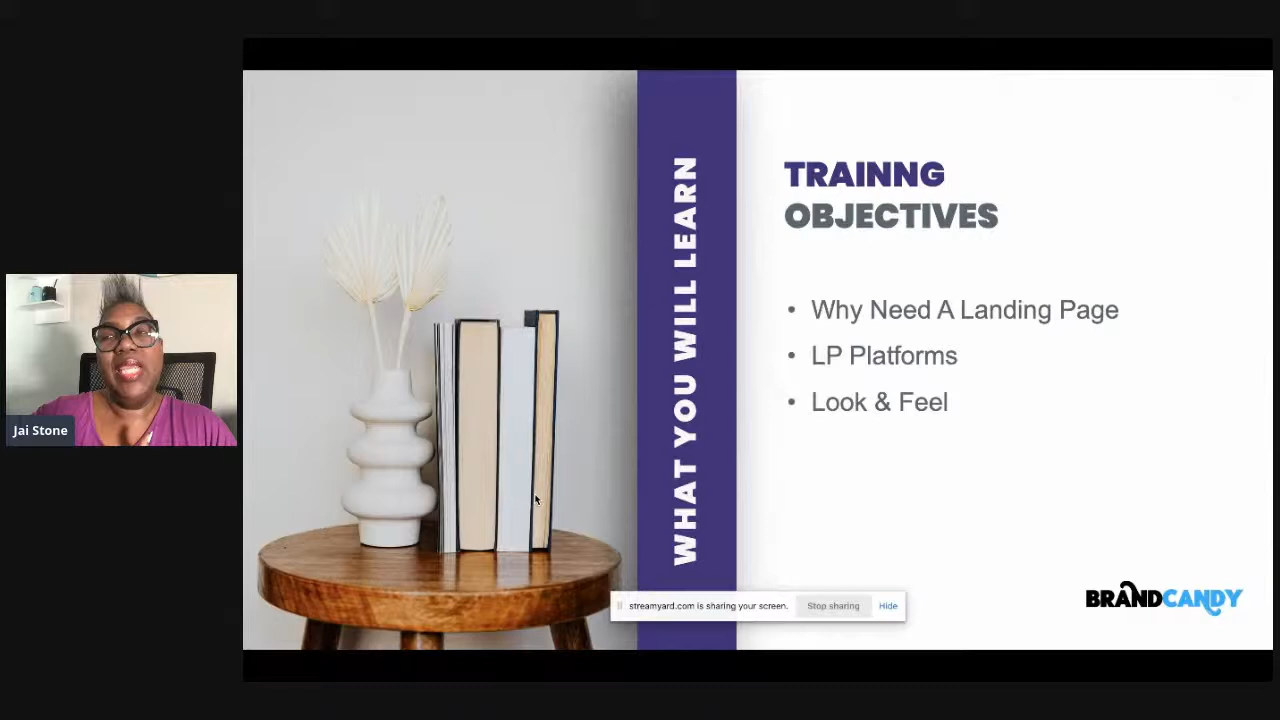 Jai Stone
WHAT YOU WILL LEARN
TRAINNG
OBJECTIVES
• Why Need A Landing Page
• LP Platforms
• Look & Feel
streamyard.com is sharing your screen. Stop sharing Hide
BRANDCANDY